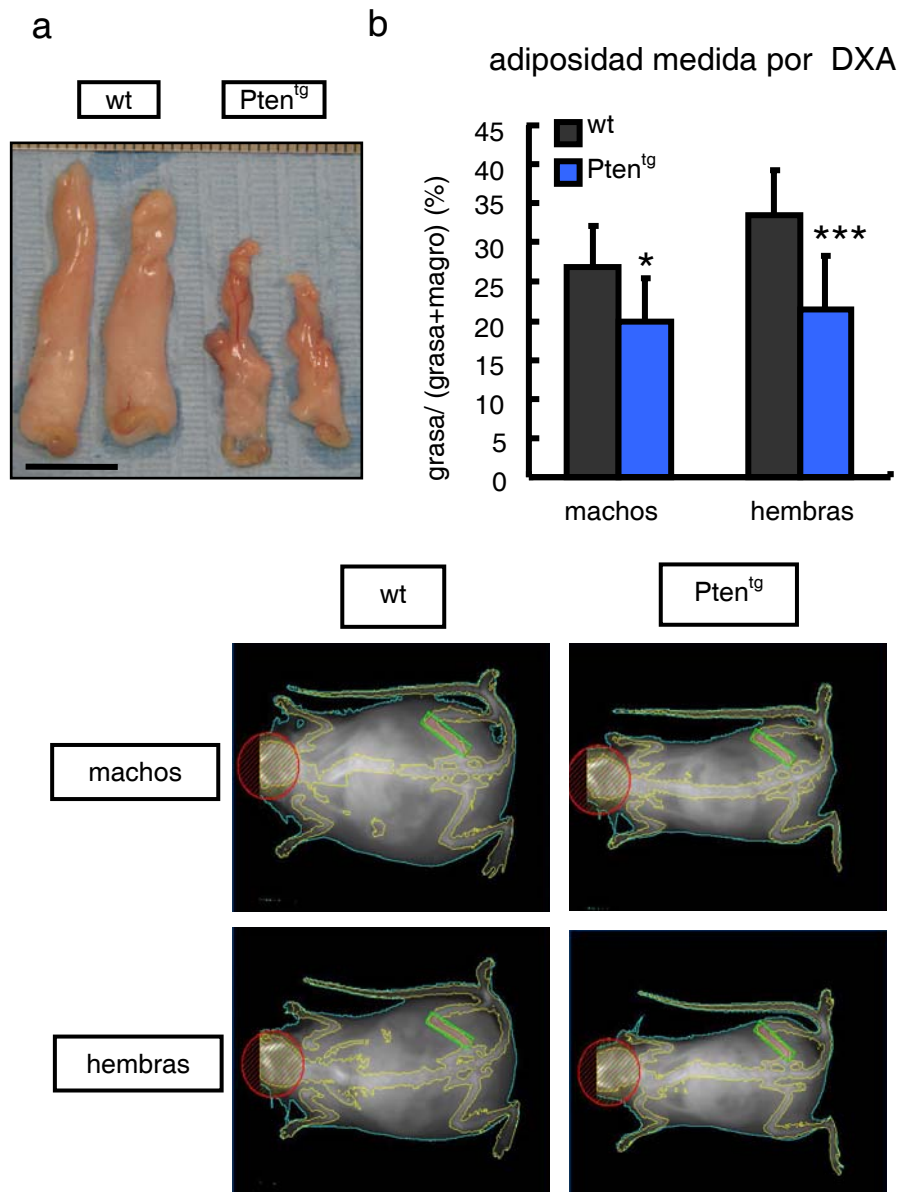 a
b
adiposidad medida por DXA
wt
Pten^tg
wt
Pten^tg
grasa/ (grasa+magro) (%)
45
40
35
30
25
20
15
10
5
0
*
***
machos
hembras
wt
Pten^tg
machos
hembras